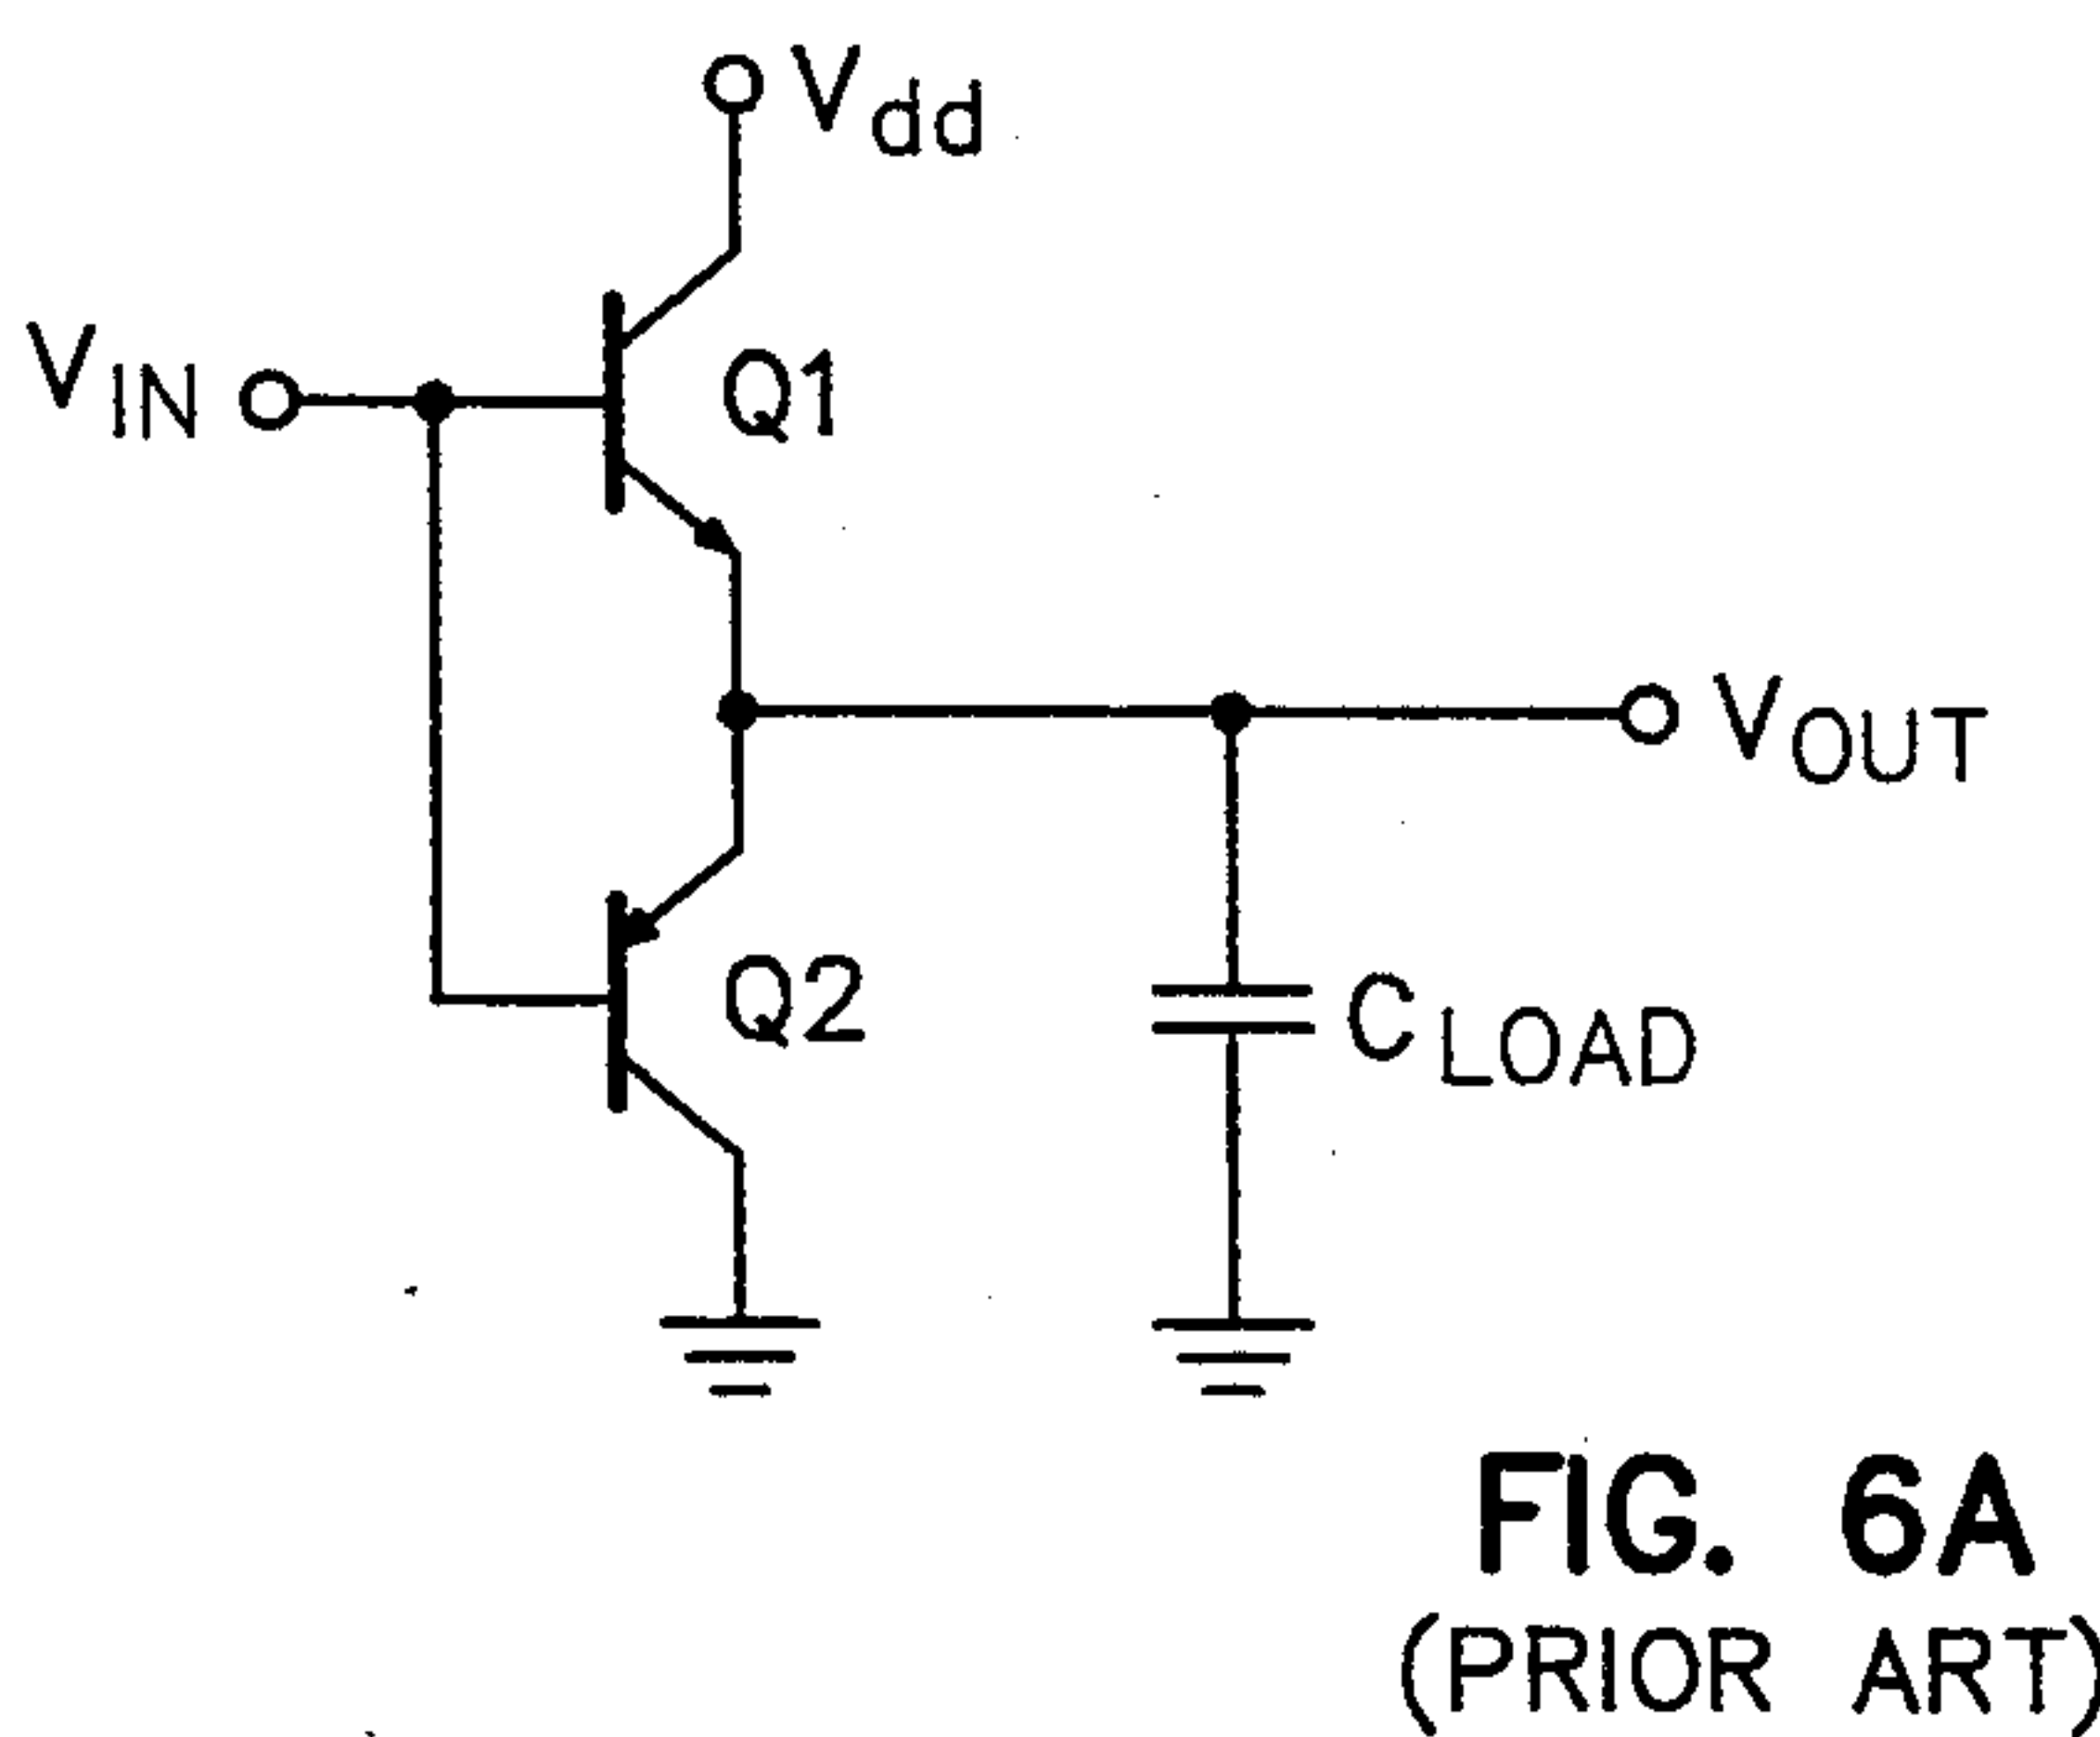 Vdd
VIN
Q1
VOUT
Q2
CLOAD
FIG. 6A
(PRIOR ART)